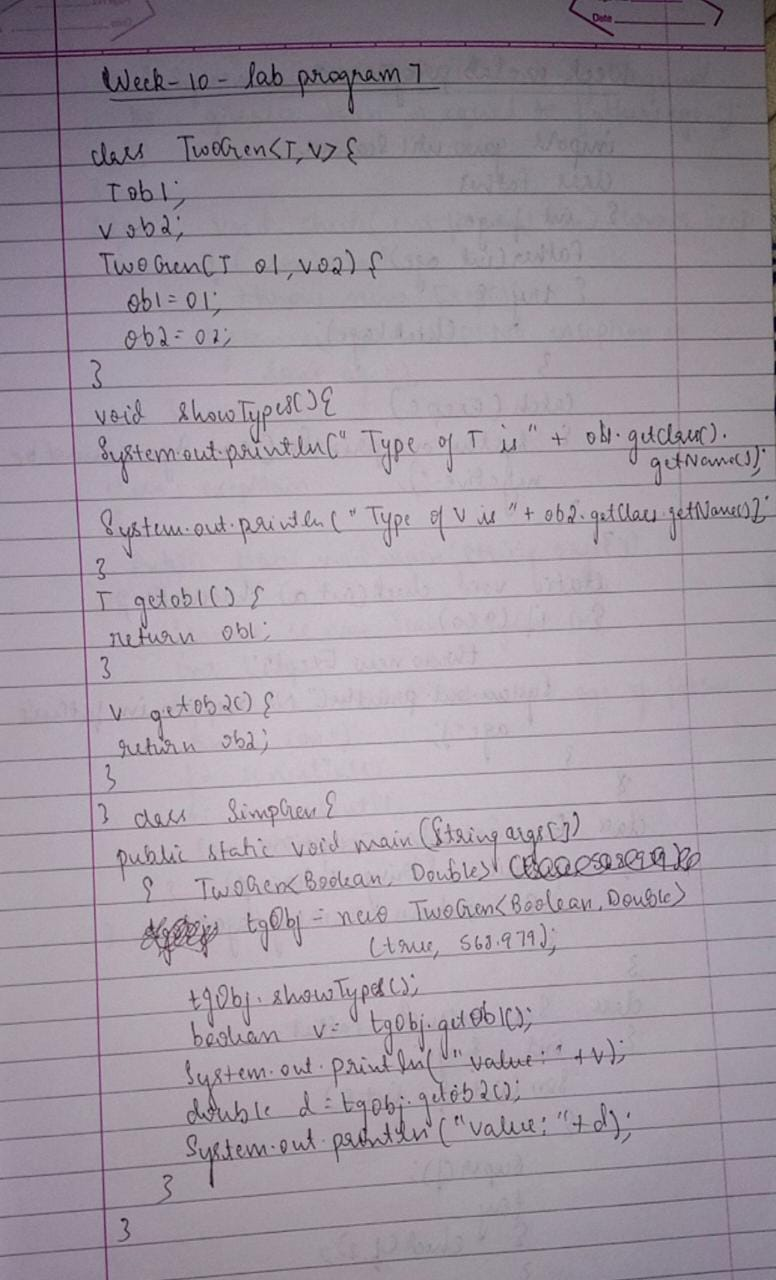 Date
Week-10- lab program 7
class TwoGen<T,V> {
T ob1;
V ob2;
TwoGen(T o1, V o2) {
ob1 = o1;
ob2 = o2;
}
void showTypes() {
System.out.println(" Type of T is" + ob1.getClass().
getName());
System.out.println(" Type of V is "+ ob2.getClass.getName());
}
T getob1() {
return ob1;
}
V getob2() {
return ob2;
}
} class SimpGen {
public static void main (String args[])
{ TwoGen<Boolean, Double>
tgObj = new TwoGen<Boolean, Double>
(true, 568.979);
tgObj.showTypes();
boolean v = tgObj.getOb1();
System.out.println(" value: " +v);
double d = tgobj.getob2();
System.out.println("value: "+ d);
}
}